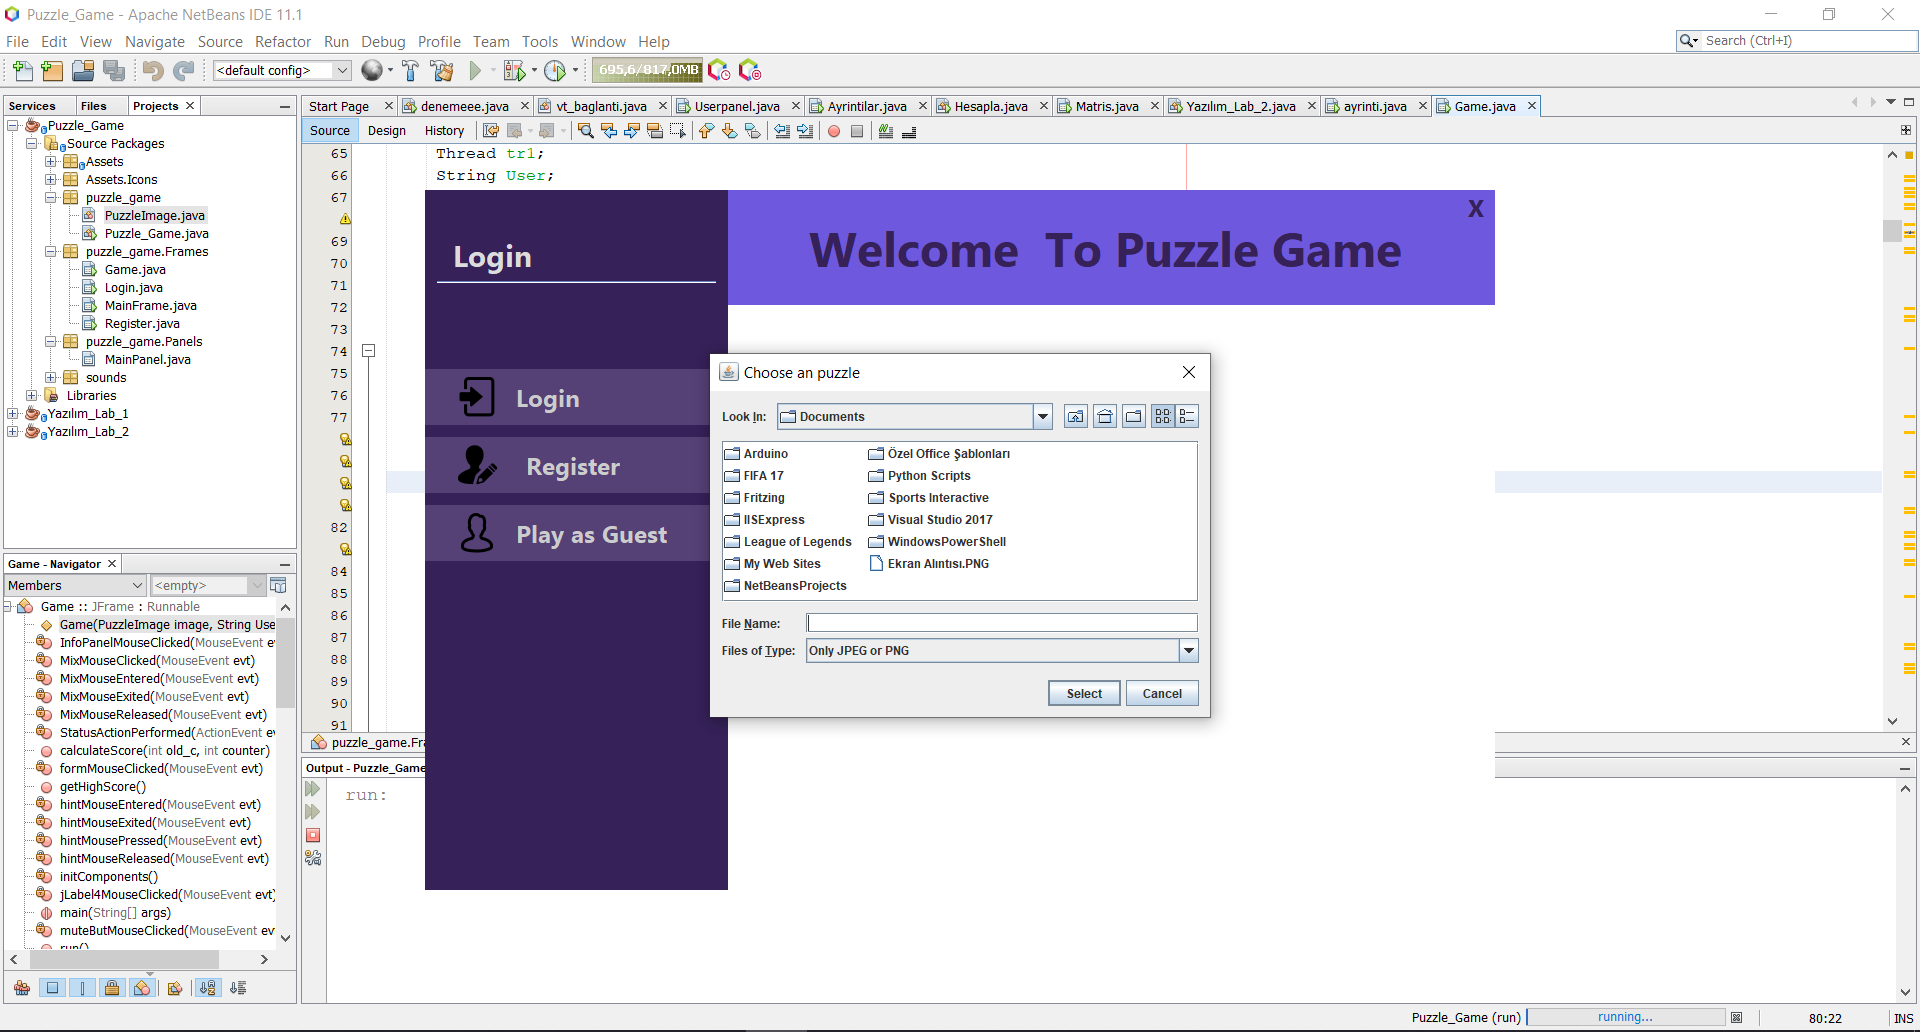 Puzzle_Game - Apache NetBeans IDE 11.1
File Edit View Navigate Source Refactor Run Debug Profile Team Tools Window Help
Search (Ctrl+I)
<default config>
695,6/817,0MB
Services Files Projects
Start Page denemeee.java vt_baglanti.java Userpanel.java Ayrintilar.java Hesapla.java Matris.java Yazılım_Lab_2.java ayrinti.java Game.java
Source Design History
Puzzle_Game
Source Packages
Assets
Assets.Icons
puzzle_game
PuzzleImage.java
Puzzle_Game.java
puzzle_game.Frames
Game.java
Login.java
MainFrame.java
Register.java
puzzle_game.Panels
MainPanel.java
sounds
Libraries
Yazılım_Lab_1
Yazılım_Lab_2
65 Thread tr1;
66 String User;
67
69
70
71
72
73
74
75
76
77
82
84
85
86
87
88
89
90
91
Login
Welcome To Puzzle Game
X
Login
Register
Play as Guest
Choose an puzzle
Look In: Documents
Arduino
FIFA 17
Fritzing
IISExpress
League of Legends
My Web Sites
NetBeansProjects
Özel Office Şablonları
Python Scripts
Sports Interactive
Visual Studio 2017
WindowsPowerShell
Ekran Alıntısı.PNG
File Name:
Files of Type: Only JPEG or PNG
Select Cancel
Game - Navigator
Members <empty>
Game :: JFrame : Runnable
Game(PuzzleImage image, String Use
InfoPanelMouseClicked(MouseEvent e
MixMouseClicked(MouseEvent evt)
MixMouseEntered(MouseEvent evt)
MixMouseExited(MouseEvent evt)
MixMouseReleased(MouseEvent evt)
StatusActionPerformed(ActionEvent e
calculateScore(int old_c, int counter)
formMouseClicked(MouseEvent evt)
getHighScore()
hintMouseEntered(MouseEvent evt)
hintMouseExited(MouseEvent evt)
hintMousePressed(MouseEvent evt)
hintMouseReleased(MouseEvent evt)
initComponents()
jLabel4MouseClicked(MouseEvent evt)
main(String[] args)
muteButMouseClicked(MouseEvent ev
run()
puzzle_game.Fra
Output - Puzzle_Game
run:
Puzzle_Game (run) running... 80:22 INS